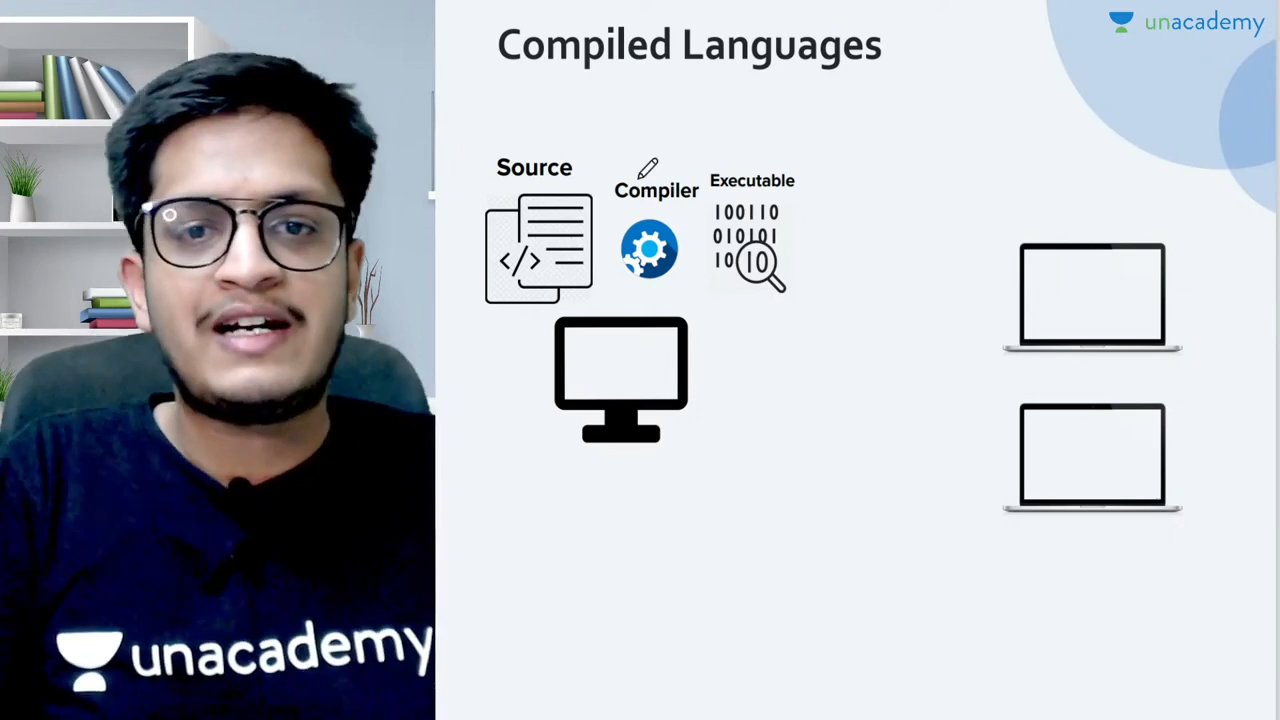 Compiled Languages
unacademy
Source
Compiler
Executable
100110
010101
10
10
</>
unacademy